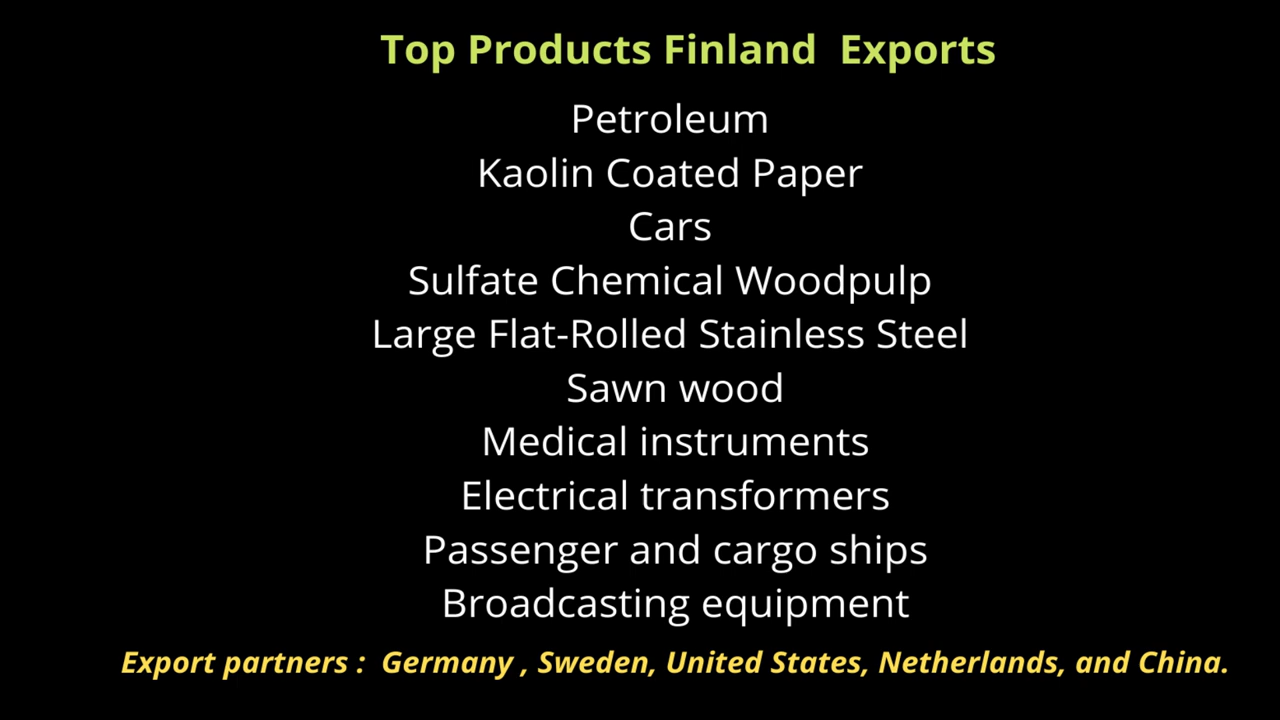 Top Products Finland  Exports
Petroleum
Kaolin Coated Paper
Cars
Sulfate Chemical Woodpulp
Large Flat-Rolled Stainless Steel
Sawn wood
Medical instruments
Electrical transformers
Passenger and cargo ships
Broadcasting equipment
Export partners :  Germany , Sweden, United States, Netherlands, and China.